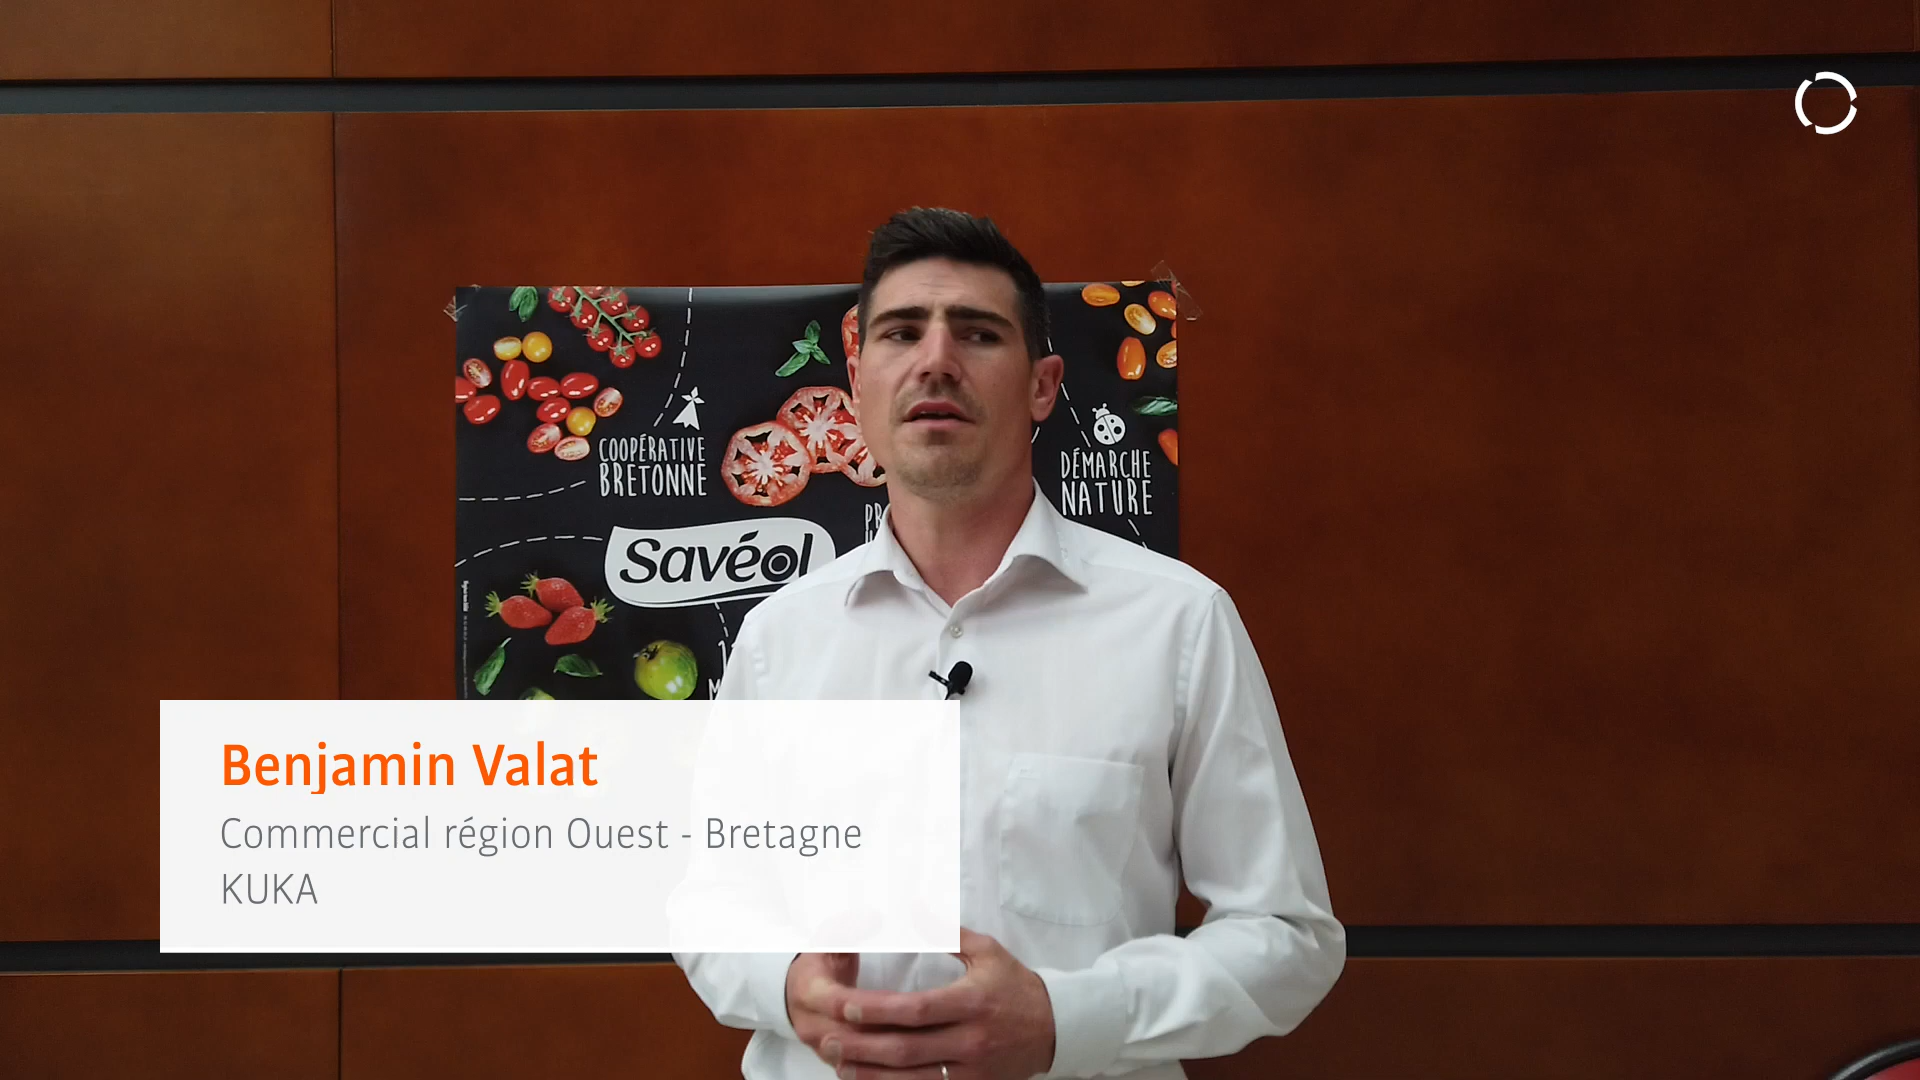 COOPÉRATIVE
BRETONNE
DÉMARCHE
NATURE
Savéol
Benjamin Valat
Commercial région Ouest - Bretagne
KUKA